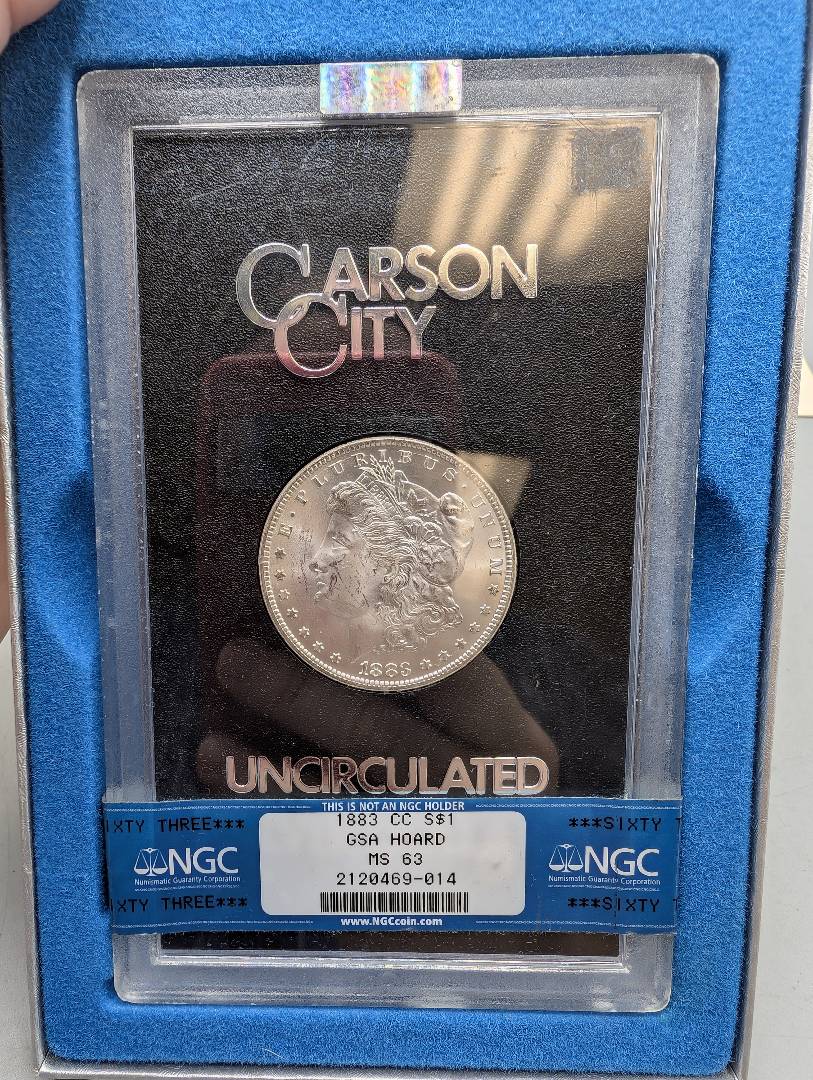 CARSON
CITY
E · PLURIBUS UNUM
1883
UNCIRCULATED
THIS IS NOT AN NGC HOLDER
IXTY THREE***
1883 CC S$1
***SIXTY T
GSA HOARD
NGC
MS 63
NGC
Numismatic Guaranty Corporation
2120469-014
Numismatic Guaranty Corporation
IXTY THREE***
***SIXTY T
www.NGCcoin.com